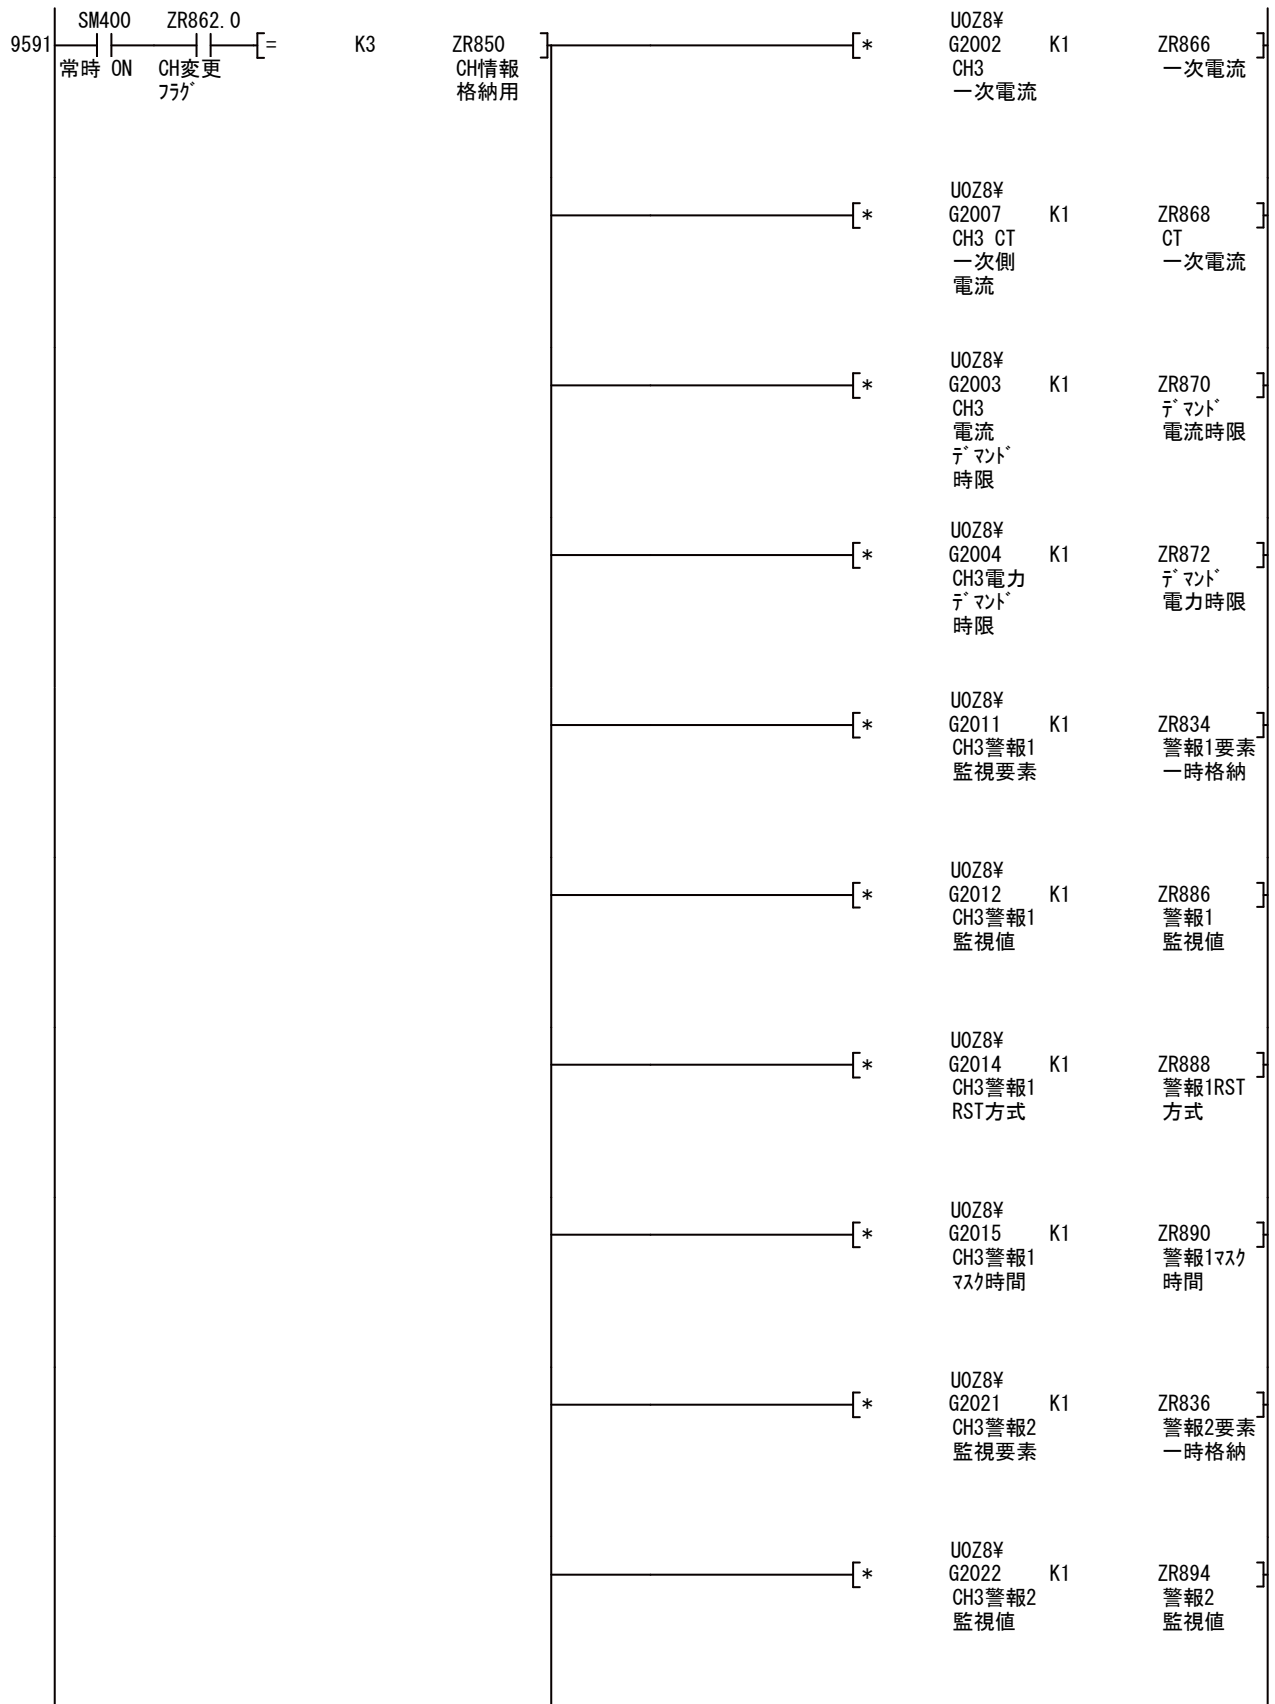 SM400 ZR862.0 U0Z8¥
9591 [= K3 ZR850 ] [* G2002 K1 ZR866 ]
常時 ON CH変更 CH情報 CH3 一次電流
ﾌﾗｸﾞ 格納用 一次電流
U0Z8¥
[* G2007 K1 ZR868 ]
CH3 CT CT
一次側 一次電流
電流
U0Z8¥
[* G2003 K1 ZR870 ]
CH3 ﾃﾞﾏﾝﾄﾞ
電流 電流時限
ﾃﾞﾏﾝﾄﾞ
時限
U0Z8¥
[* G2004 K1 ZR872 ]
CH3電力 ﾃﾞﾏﾝﾄﾞ
ﾃﾞﾏﾝﾄﾞ 電力時限
時限
U0Z8¥
[* G2011 K1 ZR834 ]
CH3警報1 警報1要素
監視要素 一時格納
U0Z8¥
[* G2012 K1 ZR886 ]
CH3警報1 警報1
監視値 監視値
U0Z8¥
[* G2014 K1 ZR888 ]
CH3警報1 警報1RST
RST方式 方式
U0Z8¥
[* G2015 K1 ZR890 ]
CH3警報1 警報1ﾏｽｸ
ﾏｽｸ時間 時間
U0Z8¥
[* G2021 K1 ZR836 ]
CH3警報2 警報2要素
監視要素 一時格納
U0Z8¥
[* G2022 K1 ZR894 ]
CH3警報2 警報2
監視値 監視値